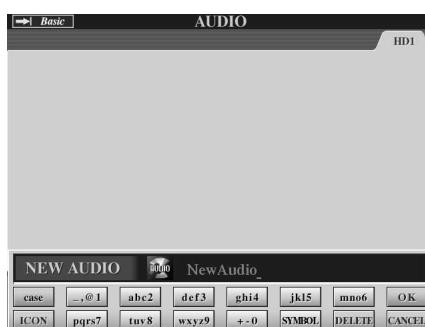 Basic AUDIO
HD1
NEW AUDIO AUDIO NewAudio_
case _,@1 abc2 def3 ghi4 jkl5 mno6 OK
ICON pqrs7 tuv8 wxyz9 +-0 SYMBOL DELETE CANCEL